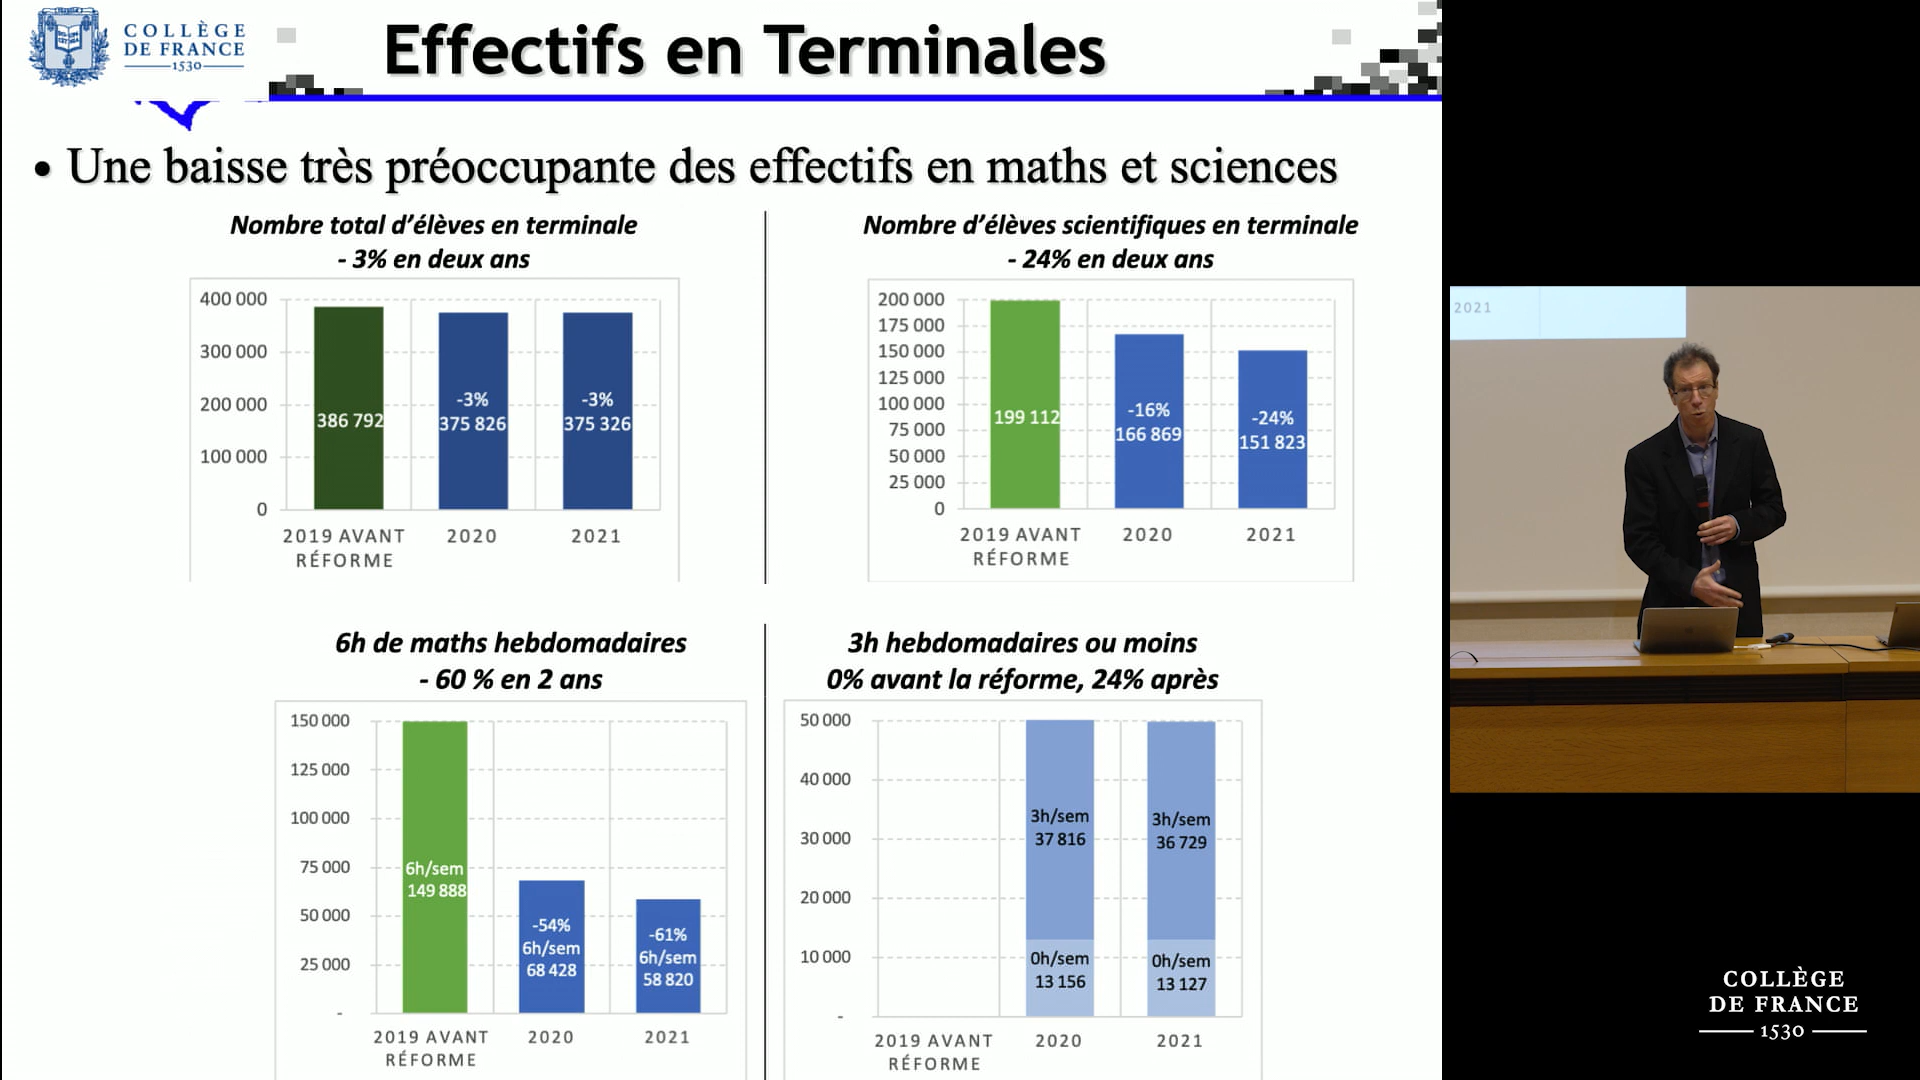 COLLÈGE
DE FRANCE
1530
Effectifs en Terminales
• Une baisse très préoccupante des effectifs en maths et sciences
Nombre total d’élèves en terminale
- 3% en deux ans
400 000
300 000
200 000
100 000
0
386 792
-3%
375 826
-3%
375 326
2019 AVANT
RÉFORME
2020
2021
Nombre d’élèves scientifiques en terminale
- 24% en deux ans
200 000
175 000
150 000
125 000
100 000
75 000
50 000
25 000
0
199 112
-16%
166 869
-24%
151 823
2019 AVANT
RÉFORME
2020
2021
6h de maths hebdomadaires
- 60 % en 2 ans
150 000
125 000
100 000
75 000
50 000
25 000
-
6h/sem
149 888
-54%
6h/sem
68 428
-61%
6h/sem
58 820
2019 AVANT
RÉFORME
2020
2021
3h hebdomadaires ou moins
0% avant la réforme, 24% après
50 000
40 000
30 000
20 000
10 000
-
3h/sem
37 816
0h/sem
13 156
3h/sem
36 729
0h/sem
13 127
2019 AVANT
RÉFORME
2020
2021
2021
COLLÈGE
DE FRANCE
1530